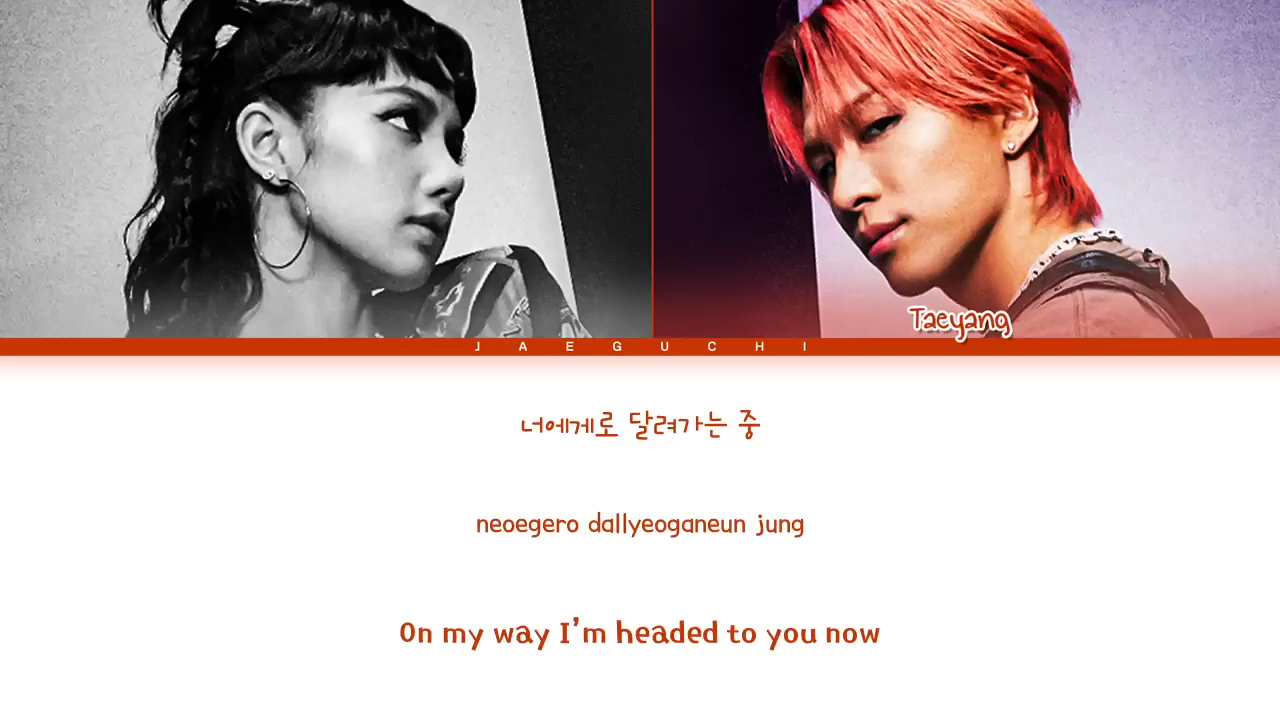 Taeyang
JAEGUCHI
너에게로 달려가는 중
neoegero dallyeoganeun jung
On my way I'm headed to you now